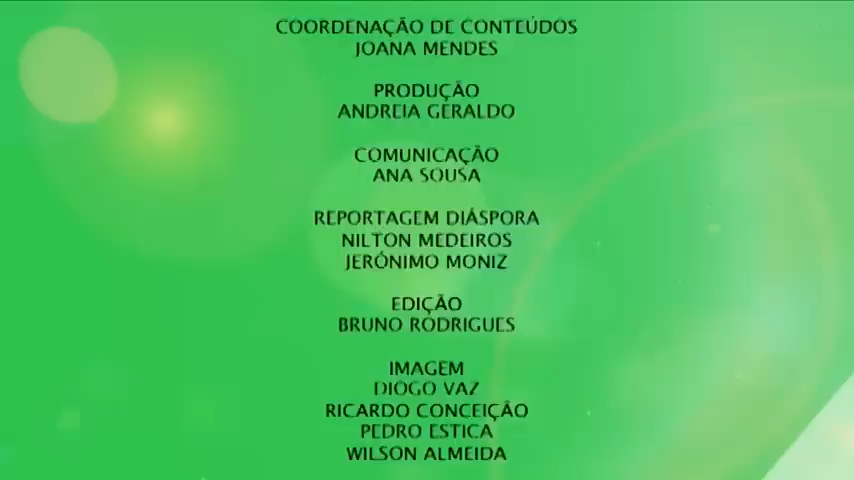 COORDENAÇÃO DE CONTEÚDOS
JOANA MENDES
PRODUÇÃO
ANDREIA GERALDO
COMUNICAÇÃO
ANA SOUSA
REPORTAGEM DIÁSPORA
NILTON MEDEIROS
JERÓNIMO MONIZ
EDIÇÃO
BRUNO RODRIGUES
IMAGEM
DIOGO VAZ
RICARDO CONCEIÇÃO
PEDRO ESTICA
WILSON ALMEIDA